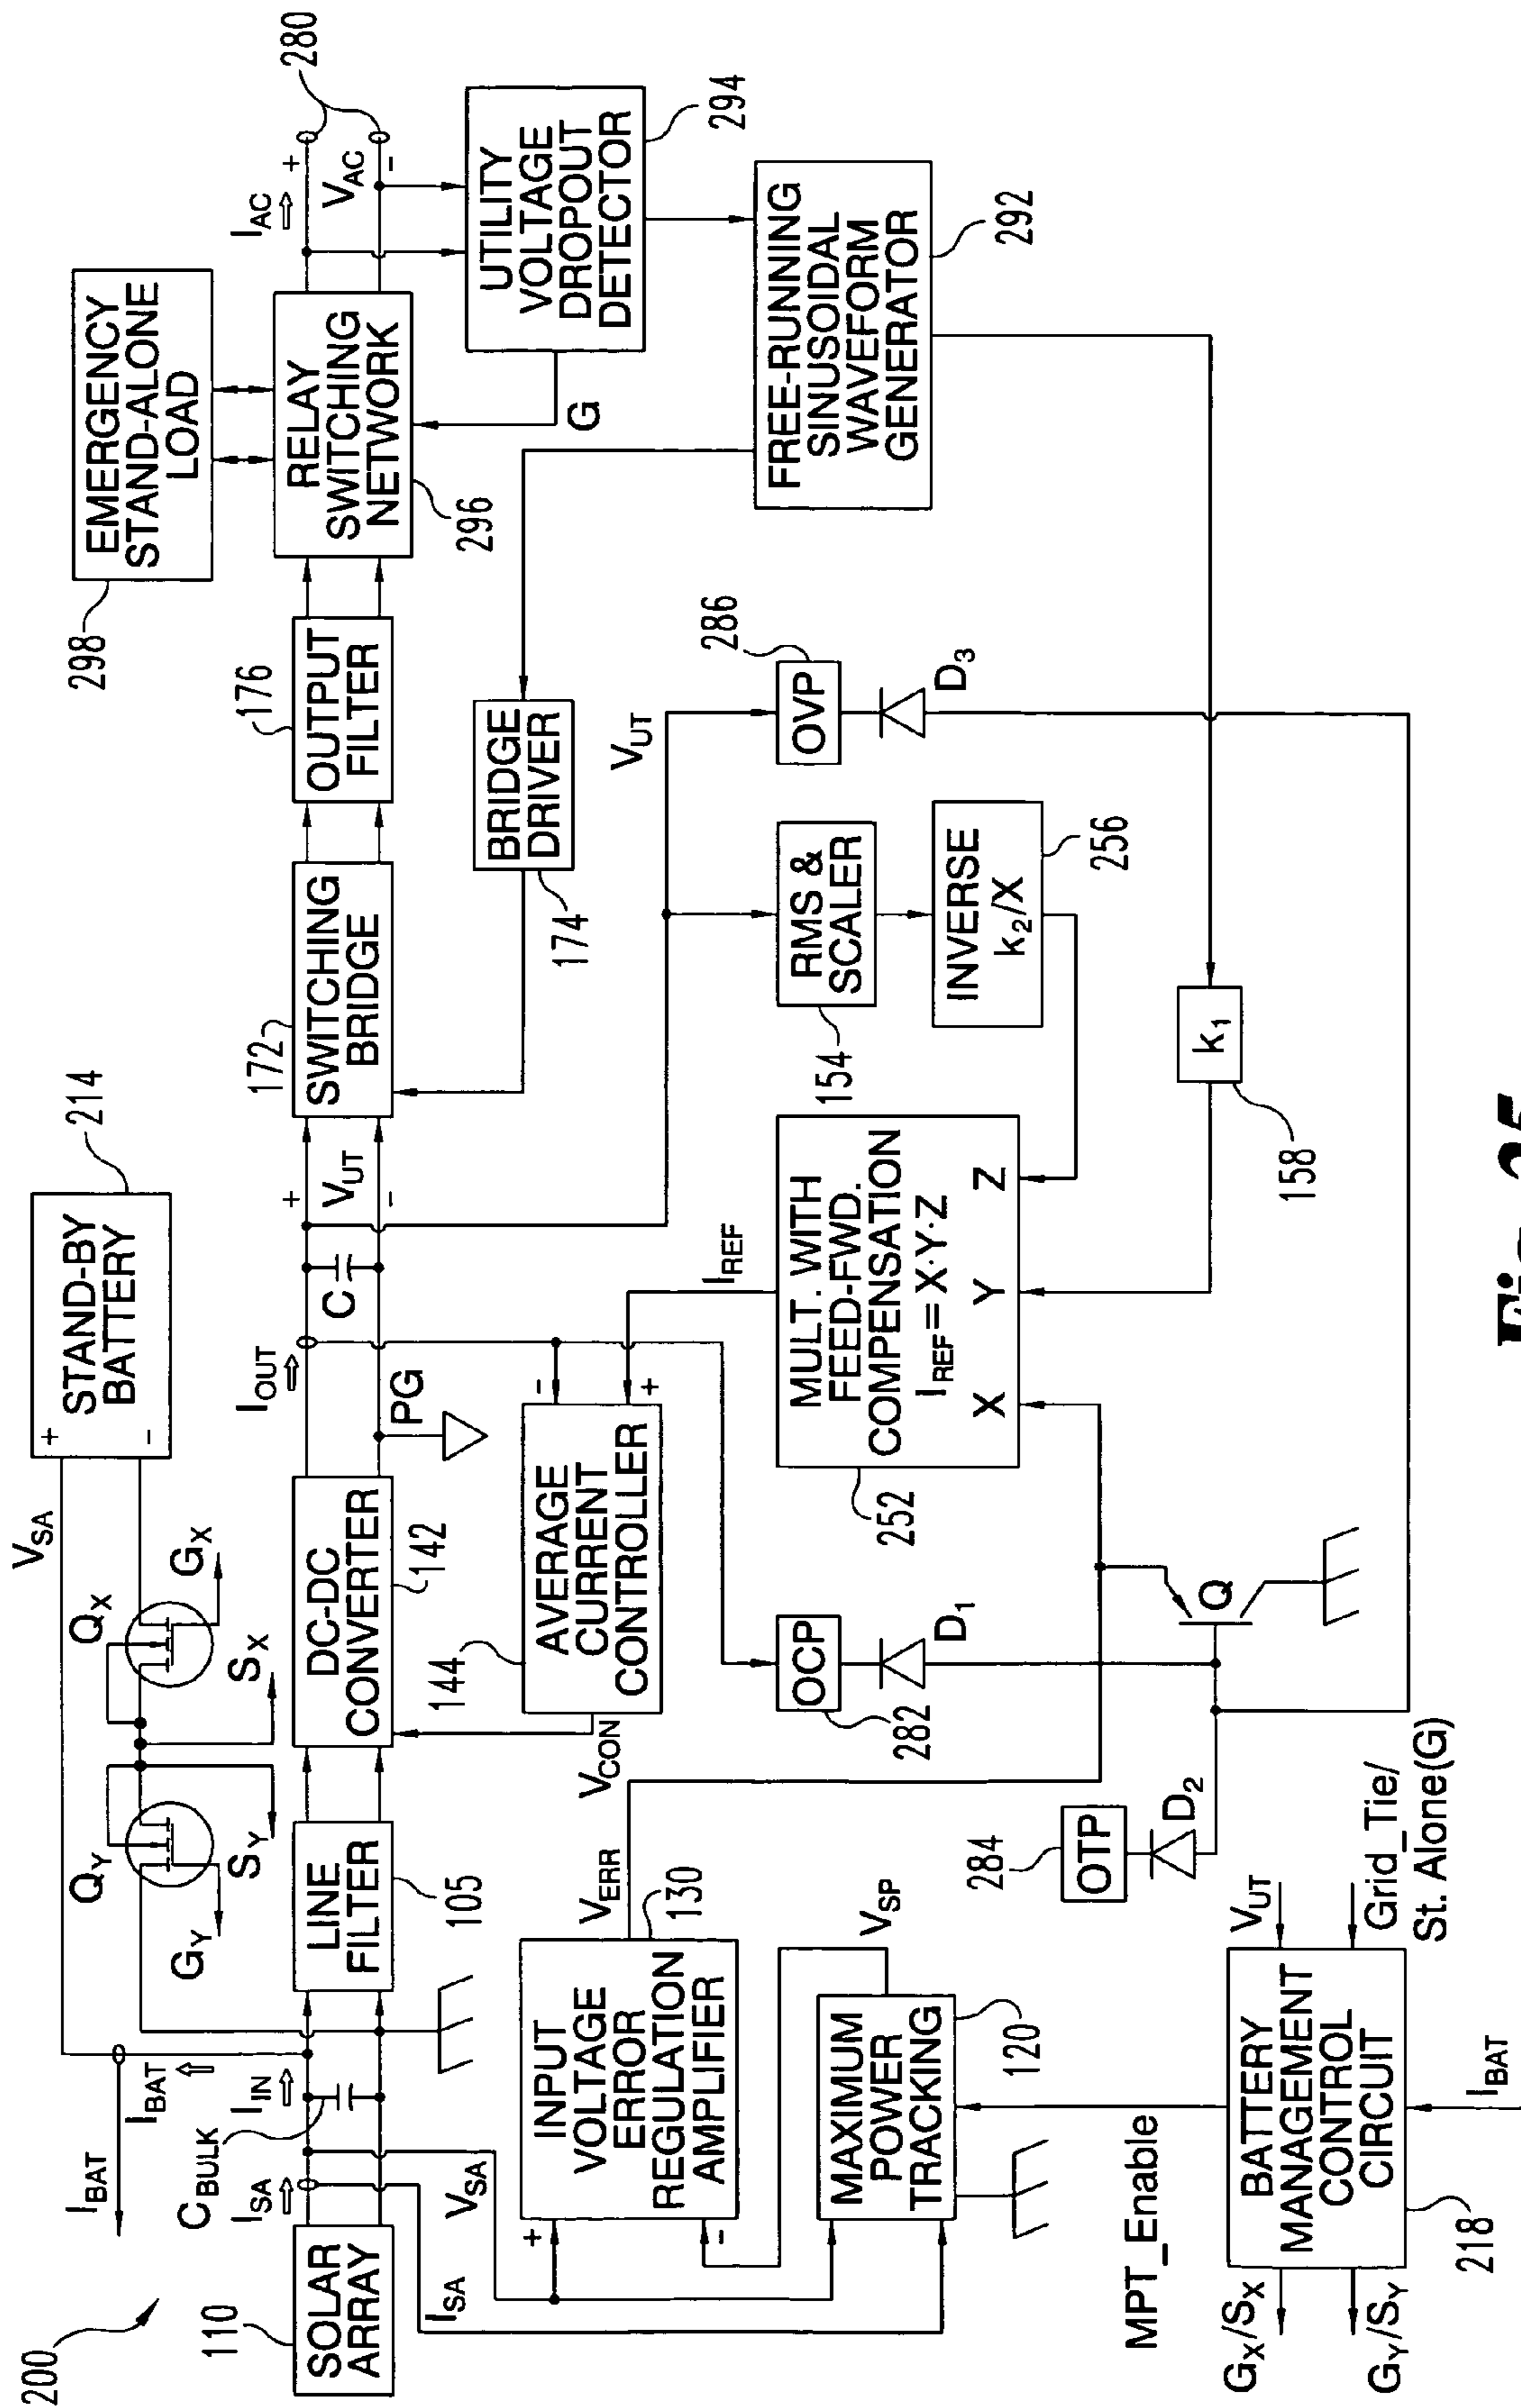 200
110
SOLAR
ARRAY
I_SA
I_SA
V_SA
C_BULK
I_IN
I_BAT
I_BAT
LINE
FILTER
105
Q_Y
G_Y
S_Y
Q_X
G_X
S_X
V_SA
+
-
STAND-BY
BATTERY
214
DC-DC
CONVERTER
142
I_OUT
PG
C
+
V_UT
-
172
SWITCHING
BRIDGE
176
OUTPUT
FILTER
298
EMERGENCY
STAND-ALONE
LOAD
RELAY
SWITCHING
NETWORK
296
I_AC
+
V_AC
-
280
UTILITY
VOLTAGE
DROPOUT
DETECTOR
294
G
BRIDGE
DRIVER
174
FREE-RUNNING
SINUSOIDAL
WAVEFORM
GENERATOR
292
+
-
INPUT
VOLTAGE
ERROR
REGULATION
AMPLIFIER
130
V_ERR
V_CON
144
AVERAGE
CURRENT
CONTROLLER
-
+
I_REF
V_UT
OVP
286
D_3
MAXIMUM
POWER
TRACKING
120
V_SP
OCP
282
D_1
252
MULT. WITH
FEED-FWD.
COMPENSATION
I_REF=X·Y·Z
X Y Z
154
RMS &
SCALER
INVERSE
k_2/X
256
k_1
158
OTP
284
D_2
Q
MPT_Enable
BATTERY
MANAGEMENT
CONTROL
CIRCUIT
218
V_UT
Grid_Tie/
St. Alone(G)
G_X/S_X
G_Y/S_Y
I_BAT